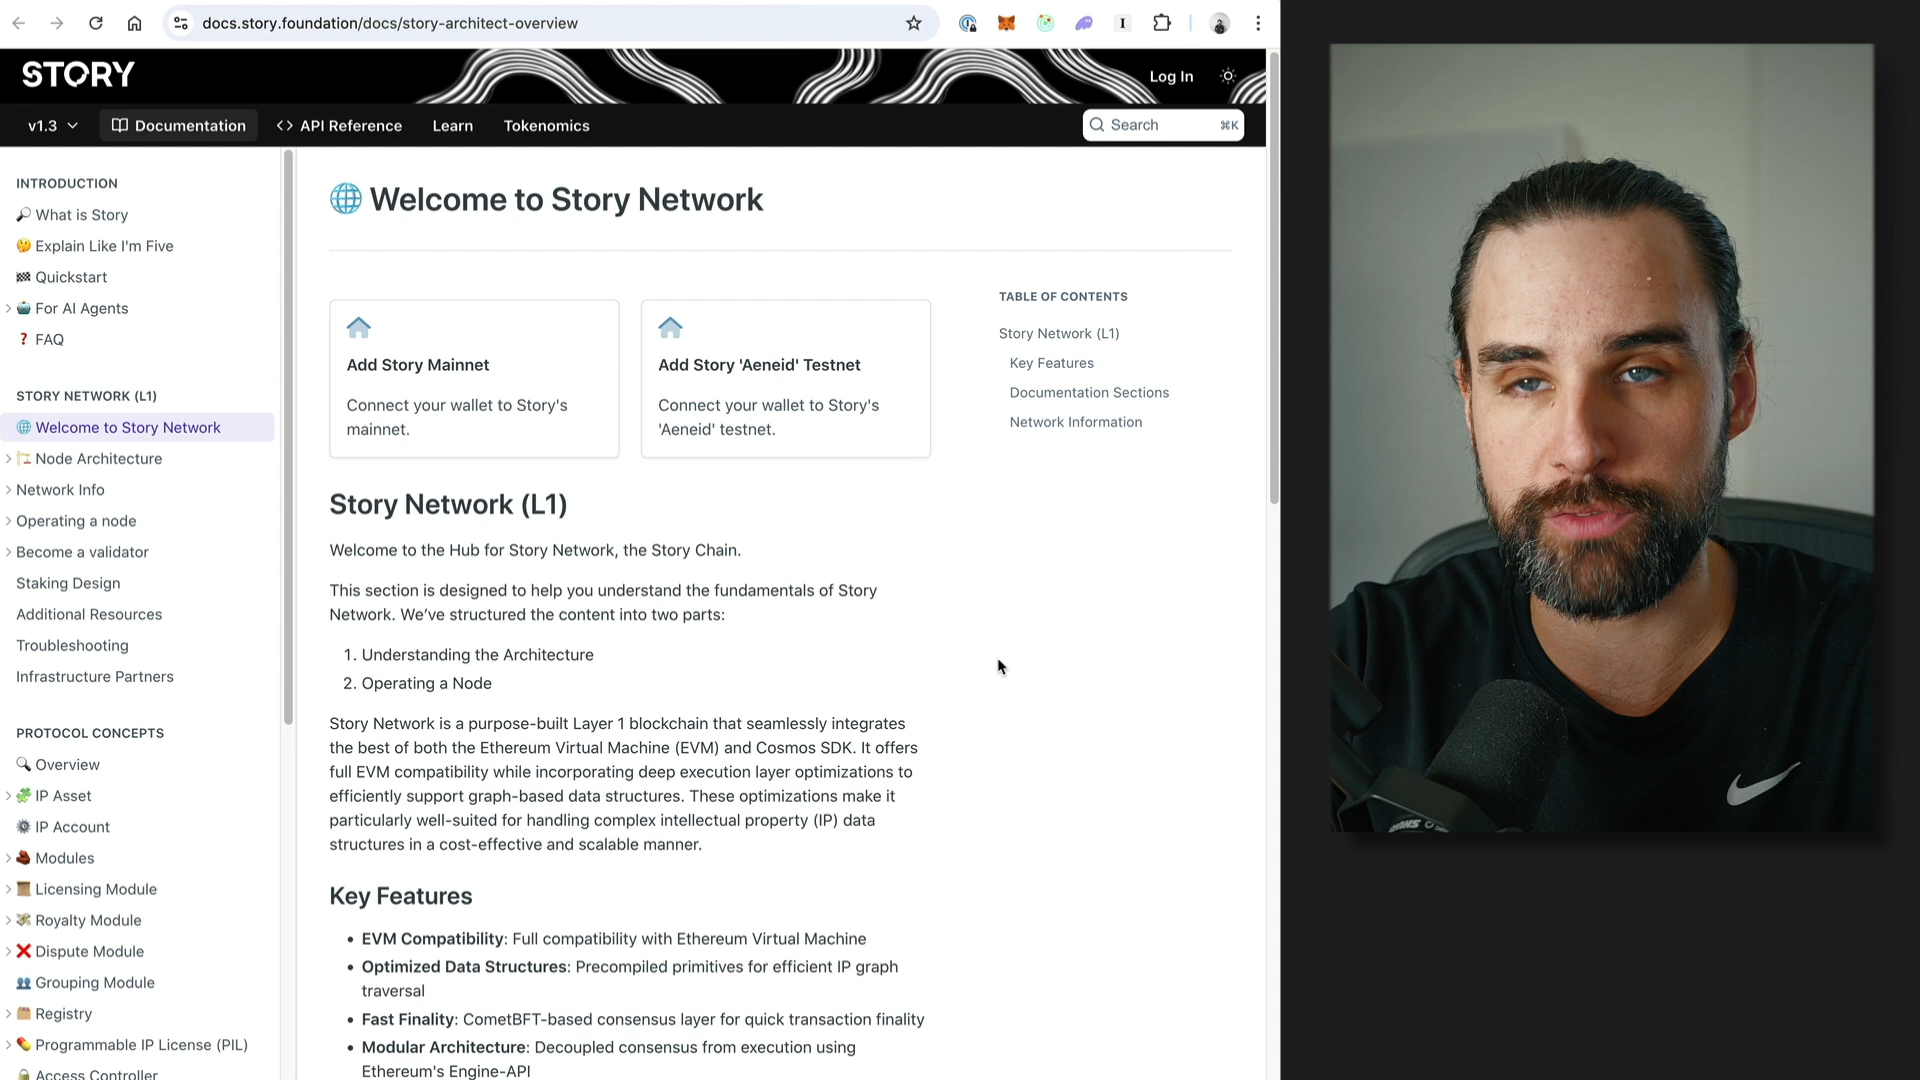 docs.story.foundation/docs/story-architect-overview
STORY
Log In
v1.3
Documentation
<> API Reference
Learn
Tokenomics
Search
⌘K
INTRODUCTION
What is Story
Explain Like I'm Five
Quickstart
For AI Agents
FAQ
STORY NETWORK (L1)
Welcome to Story Network
Node Architecture
Network Info
Operating a node
Become a validator
Staking Design
Additional Resources
Troubleshooting
Infrastructure Partners
PROTOCOL CONCEPTS
Overview
IP Asset
IP Account
Modules
Licensing Module
Royalty Module
Dispute Module
Grouping Module
Registry
Programmable IP License (PIL)
Access Controller
Welcome to Story Network
Add Story Mainnet
Connect your wallet to Story's
mainnet.
Add Story 'Aeneid' Testnet
Connect your wallet to Story's
'Aeneid' testnet.
TABLE OF CONTENTS
Story Network (L1)
Key Features
Documentation Sections
Network Information
Story Network (L1)
Welcome to the Hub for Story Network, the Story Chain.
This section is designed to help you understand the fundamentals of Story
Network. We’ve structured the content into two parts:
1. Understanding the Architecture
2. Operating a Node
Story Network is a purpose-built Layer 1 blockchain that seamlessly integrates
the best of both the Ethereum Virtual Machine (EVM) and Cosmos SDK. It offers
full EVM compatibility while incorporating deep execution layer optimizations to
efficiently support graph-based data structures. These optimizations make it
particularly well-suited for handling complex intellectual property (IP) data
structures in a cost-effective and scalable manner.
Key Features
• EVM Compatibility: Full compatibility with Ethereum Virtual Machine
• Optimized Data Structures: Precompiled primitives for efficient IP graph
traversal
• Fast Finality: CometBFT-based consensus layer for quick transaction finality
• Modular Architecture: Decoupled consensus from execution using
Ethereum's Engine-API